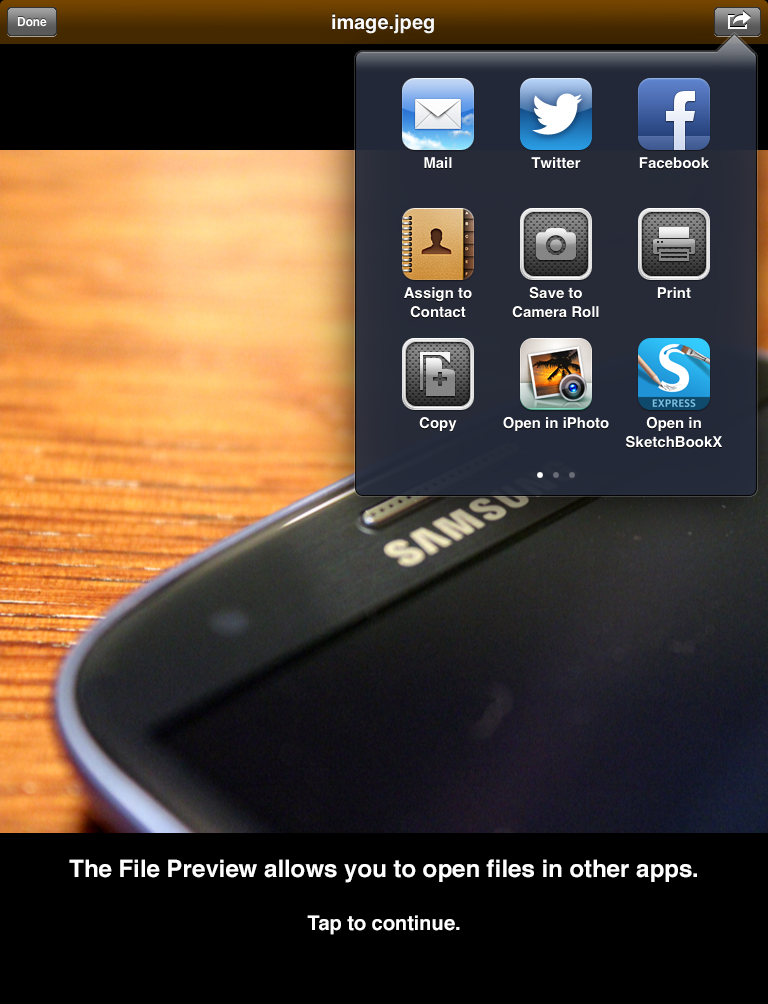 Done
image.jpeg
Mail
Twitter
Facebook
Assign to
Contact
Save to
Camera Roll
Print
Copy
Open in iPhoto
EXPRESS
Open in
SketchBookX
SAMSUN
The File Preview allows you to open files in other apps.
Tap to continue.